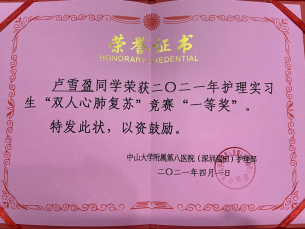 荣誉证书
HONORARY CREDENTIAL
卢雪盈同学荣获二〇二一年护理实习
生“双人心肺复苏”竞赛“一等奖”。
特发此状，以资鼓励。
中山大学附属第八医院（深圳福田）护理部
二〇二一年四月